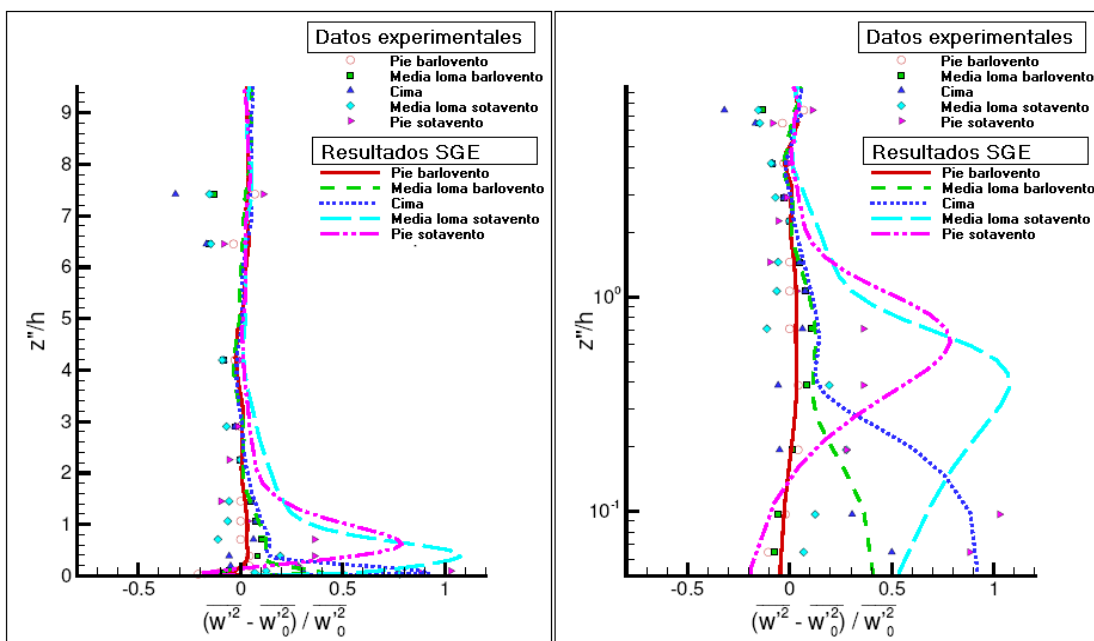 Datos experimentales
Pie barlovento
Media loma barlovento
Cima
Media loma sotavento
Pie sotavento
Resultados SGE
Pie barlovento
Media loma barlovento
Cima
Media loma sotavento
Pie sotavento
z"/h
9
8
7
6
5
4
3
2
1
0
-0.5
0
0.5
1
(w'² - w'₀²) / w'₀²
Datos experimentales
Pie barlovento
Media loma barlovento
Cima
Media loma sotavento
Pie sotavento
Resultados SGE
Pie barlovento
Media loma barlovento
Cima
Media loma sotavento
Pie sotavento
z"/h
10⁰
10⁻¹
-0.5
0
0.5
1
(w'² - w'₀²) / w'₀²